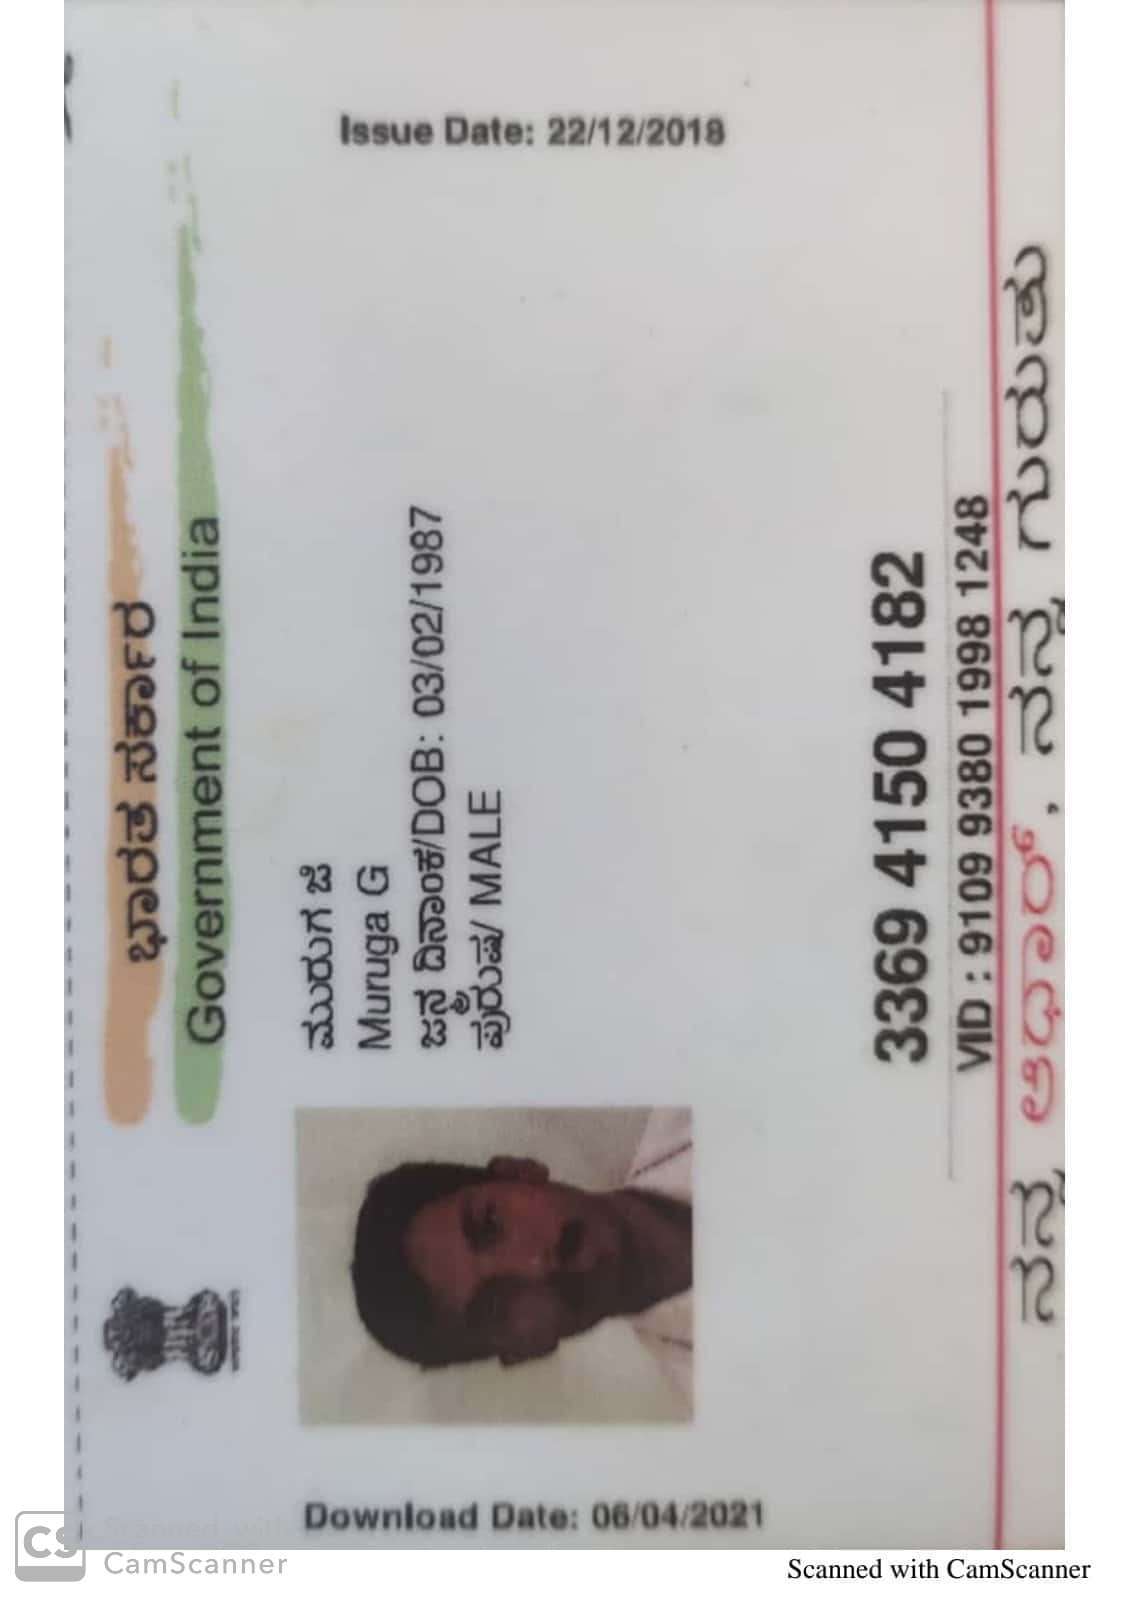 ಭಾರತ ಸರ್ಕಾರ
Government of India
Issue Date: 22/12/2018
ಮುರುಗ ಜಿ
Muruga G
ಜನ್ಮ ದಿನಾಂಕ/DOB: 03/02/1987
ಪುರುಷ/ MALE
Download Date: 06/04/2021
3369 4150 4182
VID : 9109 9380 1998 1248
ನನ್ನ ಆಧಾರ್, ನನ್ನ ಗುರುತು
CS
Scanned with
CamScanner
Scanned with CamScanner